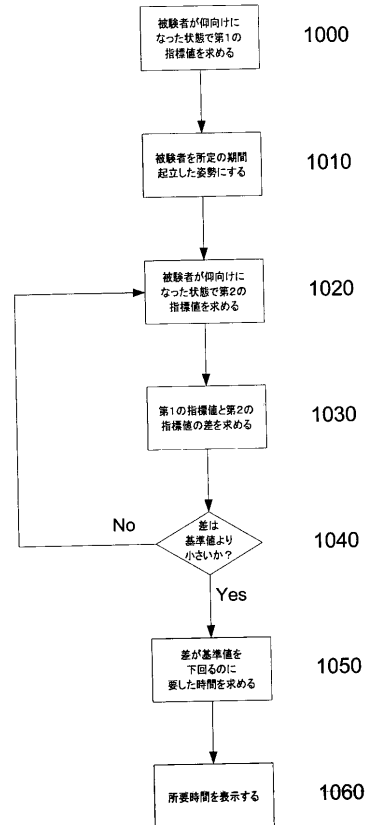 被験者が仰向けに
なった状態で第1の
指標値を求める
1000
被験者を所定の期間
起立した姿勢にする
1010
被験者が仰向けに
なった状態で第2の
指標値を求める
1020
第1の指標値と第2の
指標値の差を求める
1030
差は
基準値より
小さいか?
1040
No
Yes
差が基準値を
下回るのに
要した時間を求める
1050
所要時間を表示する
1060